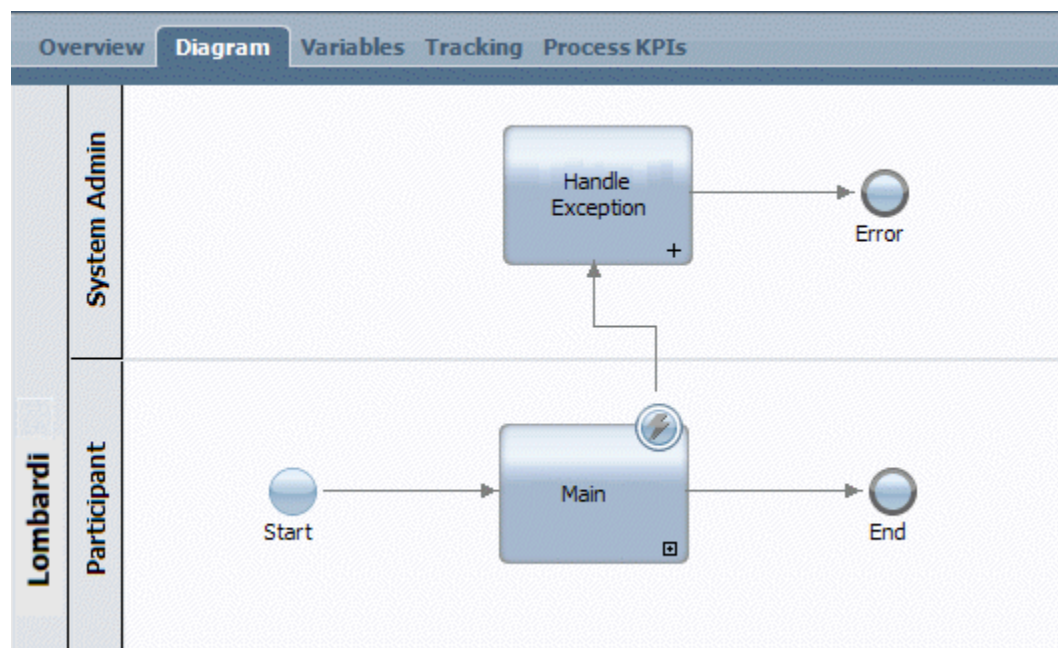 Overview Diagram Variables Tracking Process KPIs
Lombardi
System Admin
Handle
Exception
Error
Participant
Start
Main
End